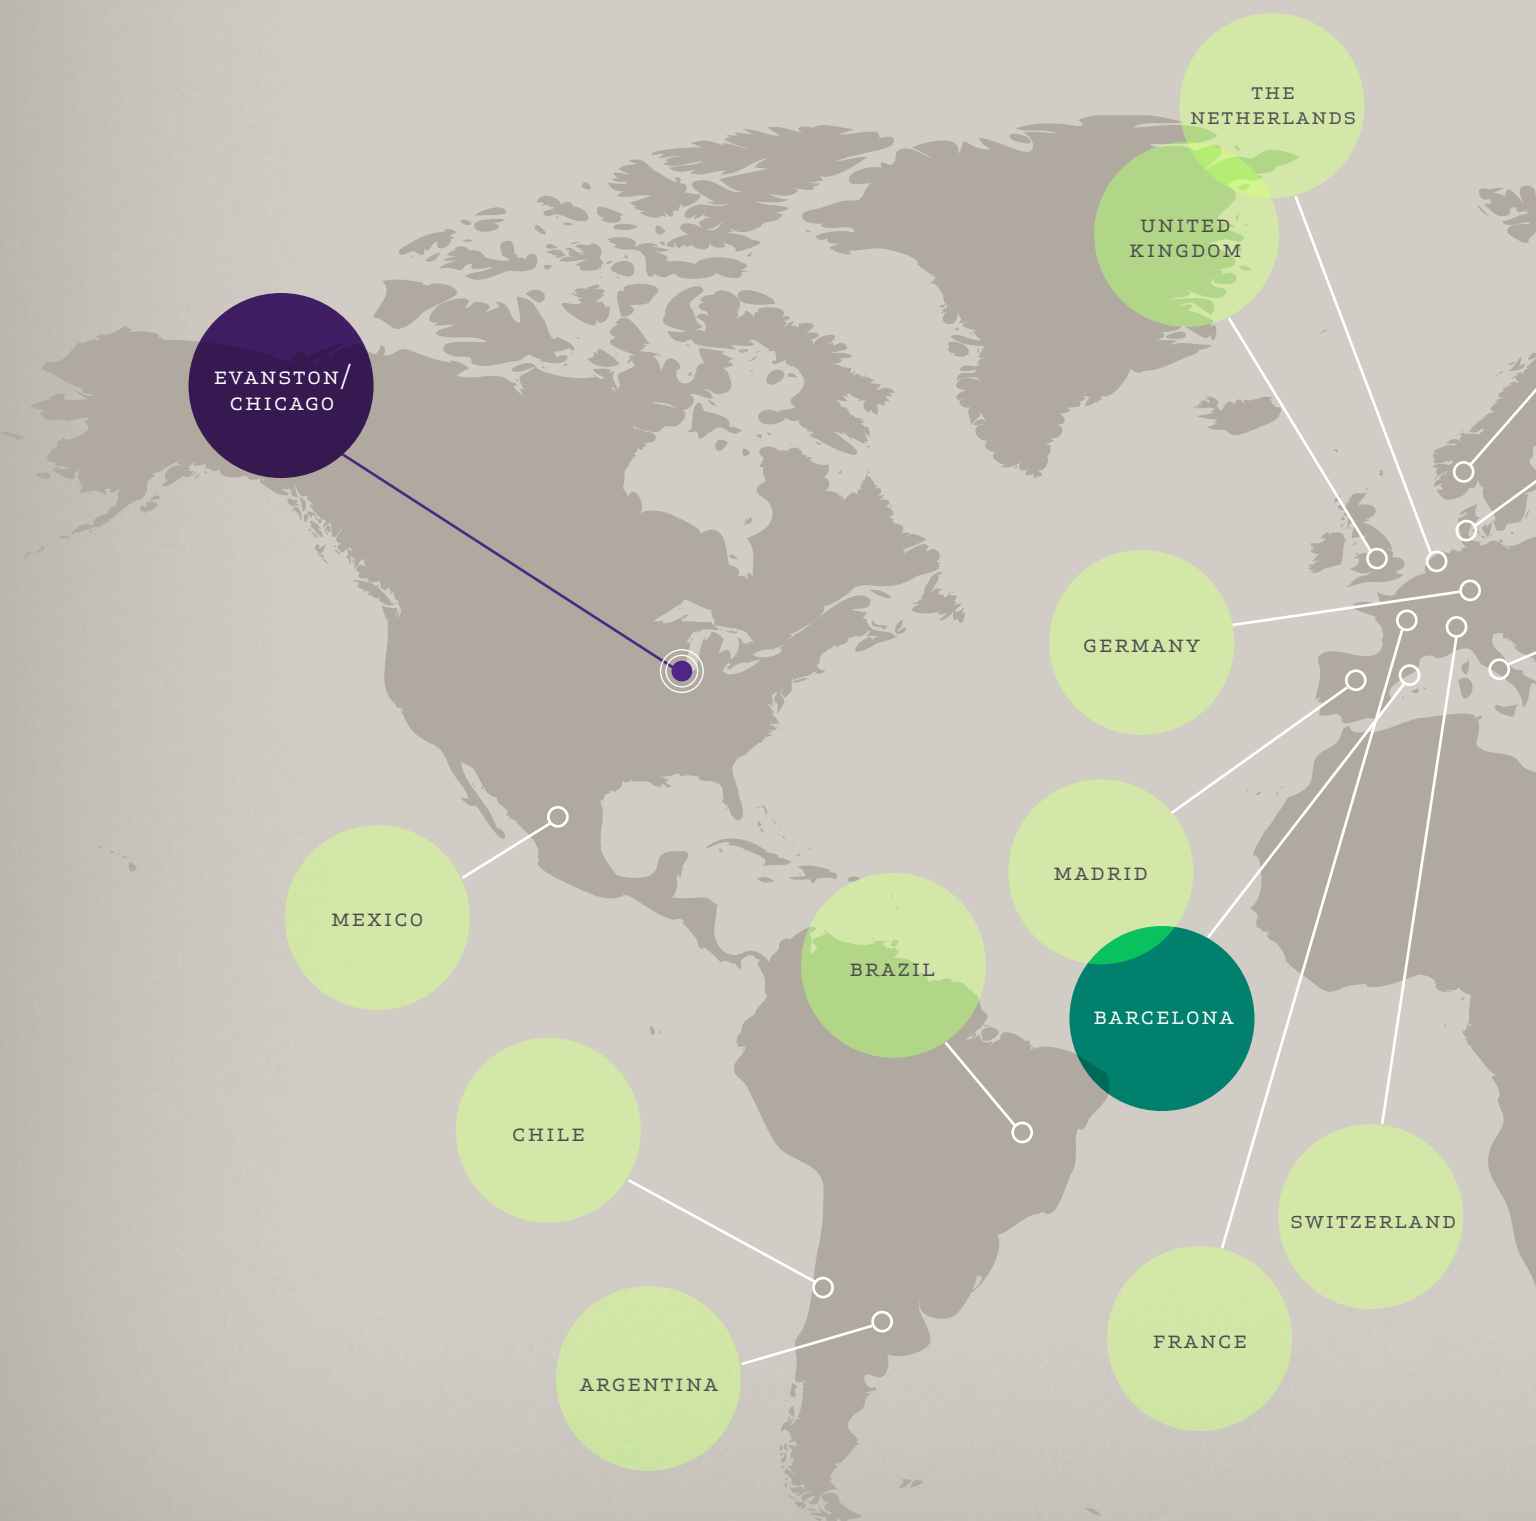 THE
NETHERLANDS
UNITED
KINGDOM
EVANSTON/
CHICAGO
GERMANY
MADRID
MEXICO
BRAZIL
BARCELONA
CHILE
SWITZERLAND
FRANCE
ARGENTINA